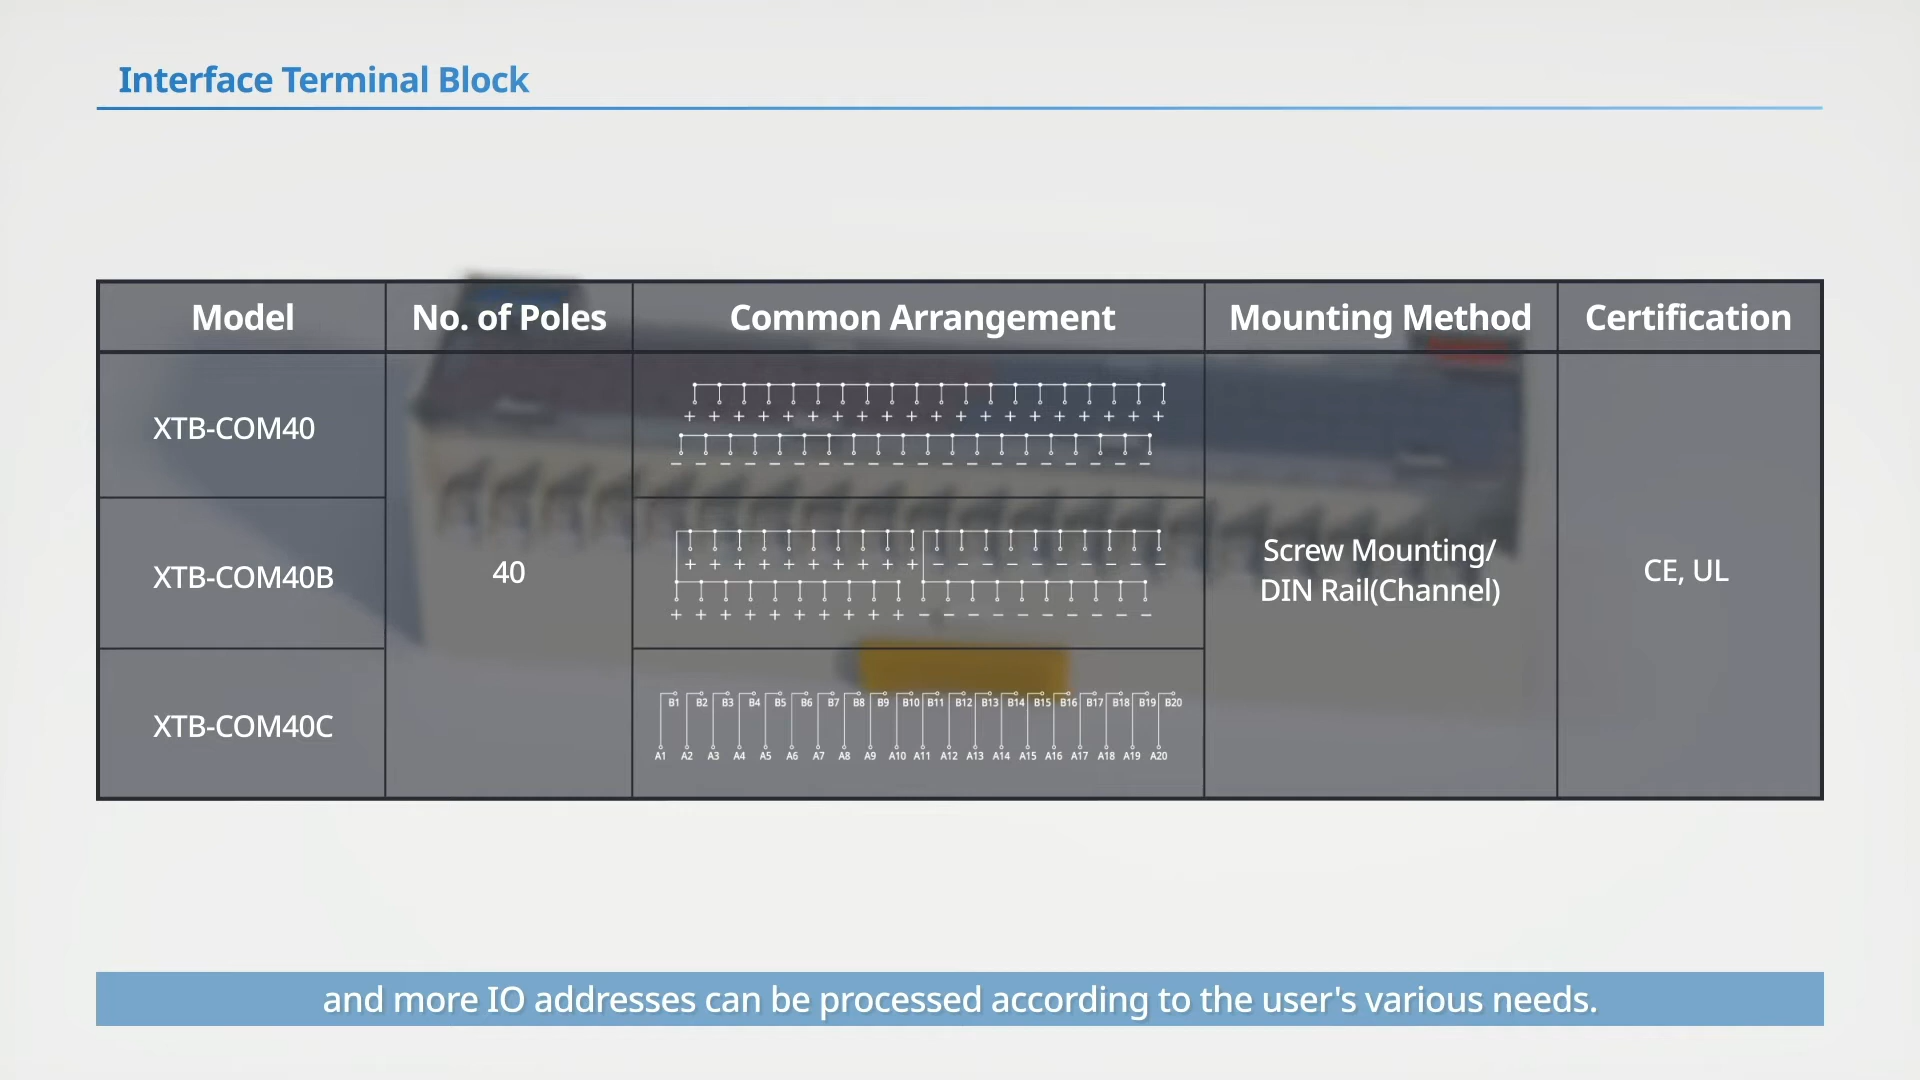 Interface Terminal Block
Model No. of Poles Common Arrangement Mounting Method Certification
XTB-COM40
+ + + + + + + + + + + + + + + + + + + +
− − − − − − − − − − − − − − − − − − − −
XTB-COM40B
+ + + + + + + + + + − − − − − − − − − −
+ + + + + + + + + + − − − − − − − − − −
40
Screw Mounting/
DIN Rail(Channel)
CE, UL
XTB-COM40C
B1 B2 B3 B4 B5 B6 B7 B8 B9 B10 B11 B12 B13 B14 B15 B16 B17 B18 B19 B20
A1 A2 A3 A4 A5 A6 A7 A8 A9 A10 A11 A12 A13 A14 A15 A16 A17 A18 A19 A20
and more IO addresses can be processed according to the user's various needs.